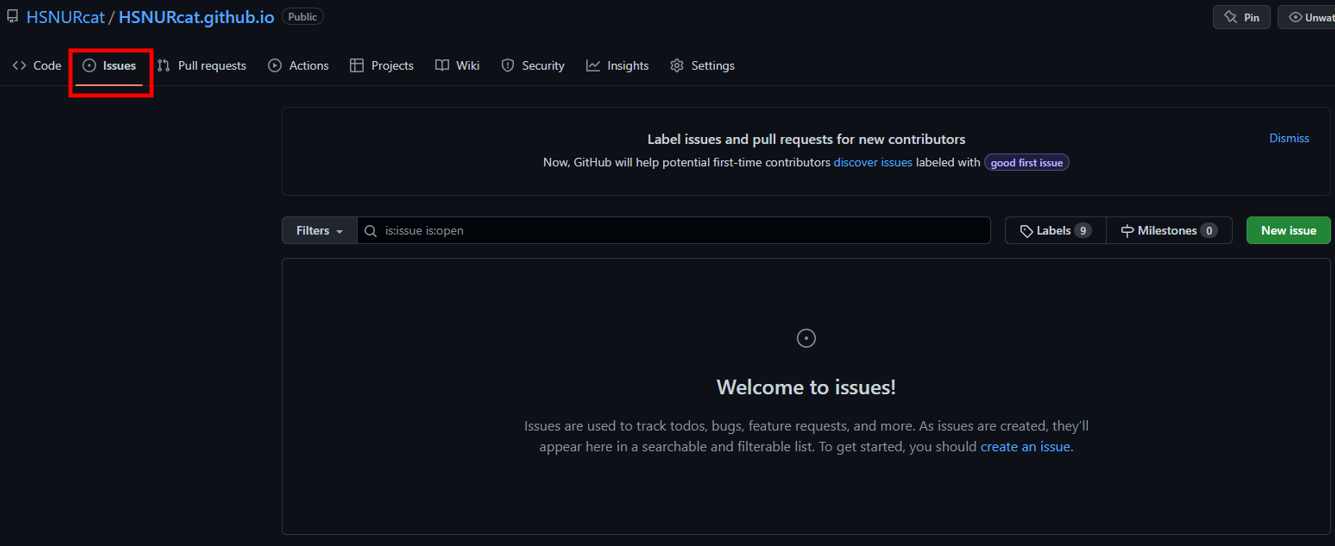 HSNURcat / HSNURcat.github.io Public Pin
Code Issues Pull requests Actions Projects Wiki Security Insights Settings
Label issues and pull requests for new contributors
Dismiss
Now, GitHub will help potential first-time contributors discover issues labeled with good first issue
Filters is:issue is:open Labels 9 Milestones 0 New issue
Welcome to issues!
Issues are used to track todos, bugs, feature requests, and more. As issues are created, they’ll
appear here in a searchable and filterable list. To get started, you should create an issue.